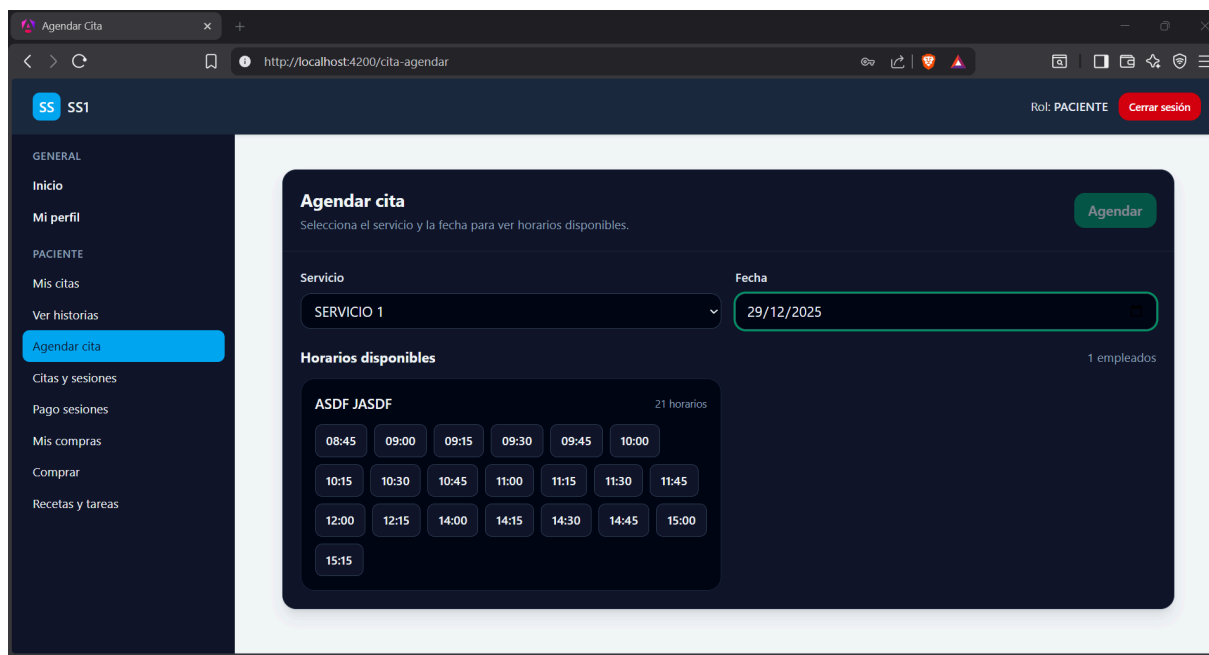 Agendar Cita
http://localhost:4200/cita-agendar
SS SS1
Rol: PACIENTE
Cerrar sesión
GENERAL
Inicio
Mi perfil
PACIENTE
Mis citas
Ver historias
Agendar cita
Citas y sesiones
Pago sesiones
Mis compras
Comprar
Recetas y tareas
Agendar cita
Selecciona el servicio y la fecha para ver horarios disponibles.
Agendar
Servicio
SERVICIO 1
Fecha
29/12/2025
Horarios disponibles
1 empleados
ASDF JASDF
21 horarios
08:45 09:00 09:15 09:30 09:45 10:00
10:15 10:30 10:45 11:00 11:15 11:30 11:45
12:00 12:15 14:00 14:15 14:30 14:45 15:00
15:15